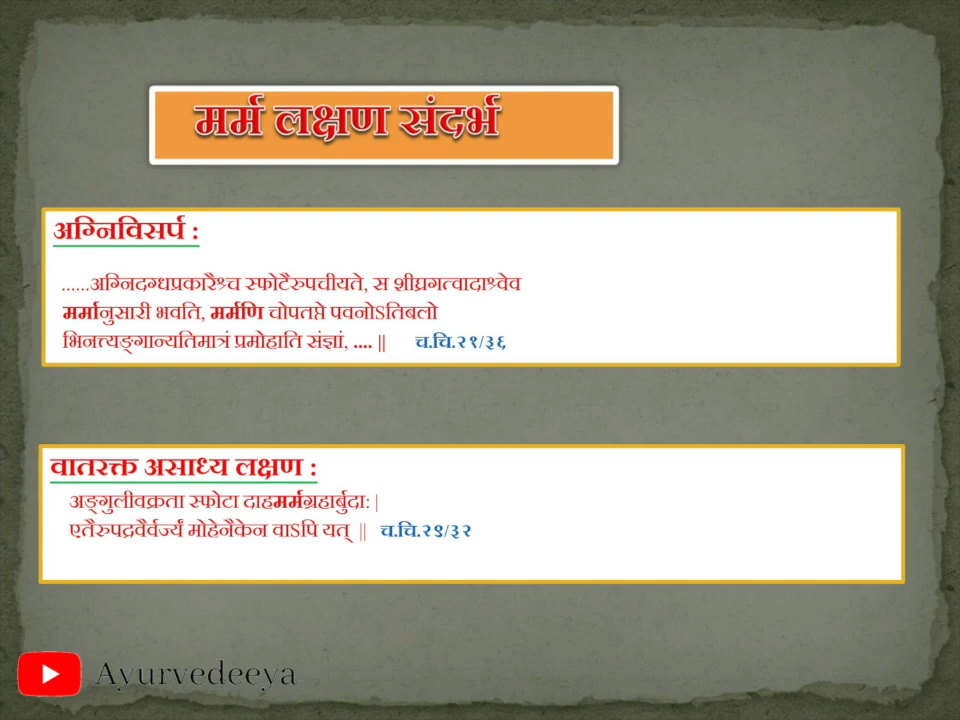 मर्म लक्षण संदर्भ
अग्निविसर्प :
......अग्निदग्धप्रकारैश्च स्फोटैरुपचीयते, स शीघ्रगत्वादाश्वेव
मर्मानुसारी भवति, मर्मणि चोपतप्ते पवनोऽतिबलो
भिनत्त्यङ्गान्यतिमात्रं प्रमोहाति संज्ञां, .... ||    च.चि.२१/३६
वातरक्त असाध्य लक्षण :
अङ्गुलीवक्रता स्फोटा दाहमर्मग्रहार्बुदाः |
एतैरुपद्रवैर्वर्ज्यं मोहेनैकेन वाऽपि यत् ||    च.चि.२९/३२
Ayurvedeeya